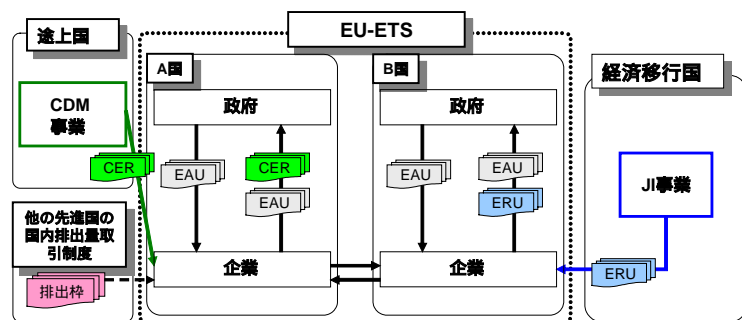 EU-ETS
途上国
CDM
事業
CER
他の先進国の
国内排出量取
引制度
排出枠
A国
政府
EAU
CER
EAU
企業
B国
政府
EAU
EAU
ERU
企業
経済移行国
JI事業
ERU